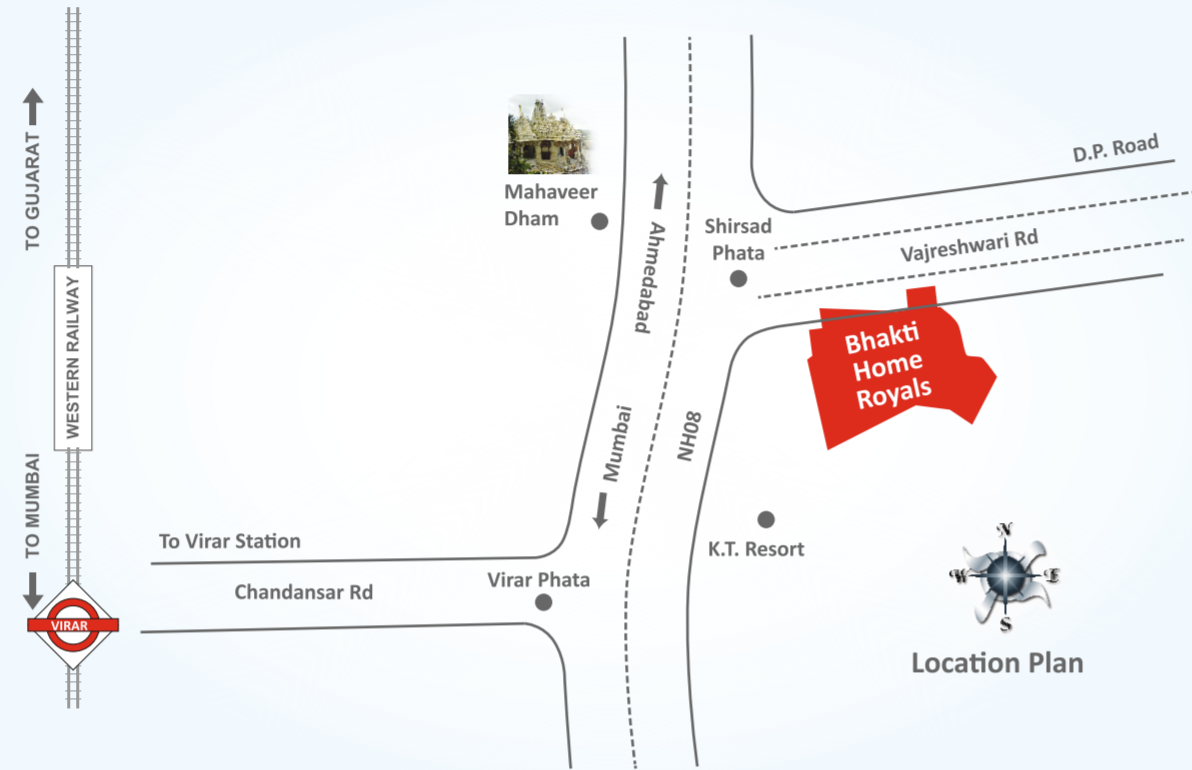 TO GUJARAT
WESTERN RAILWAY
TO MUMBAI
VIRAR
Mahaveer
Dham
Ahmedabad
Mumbai
NH08
Shirsad
Phata
D.P. Road
Vajreshwari Rd
Bhakti
Home
Royals
K.T. Resort
To Virar Station
Chandansar Rd
Virar Phata
N
W
E
S
Location Plan